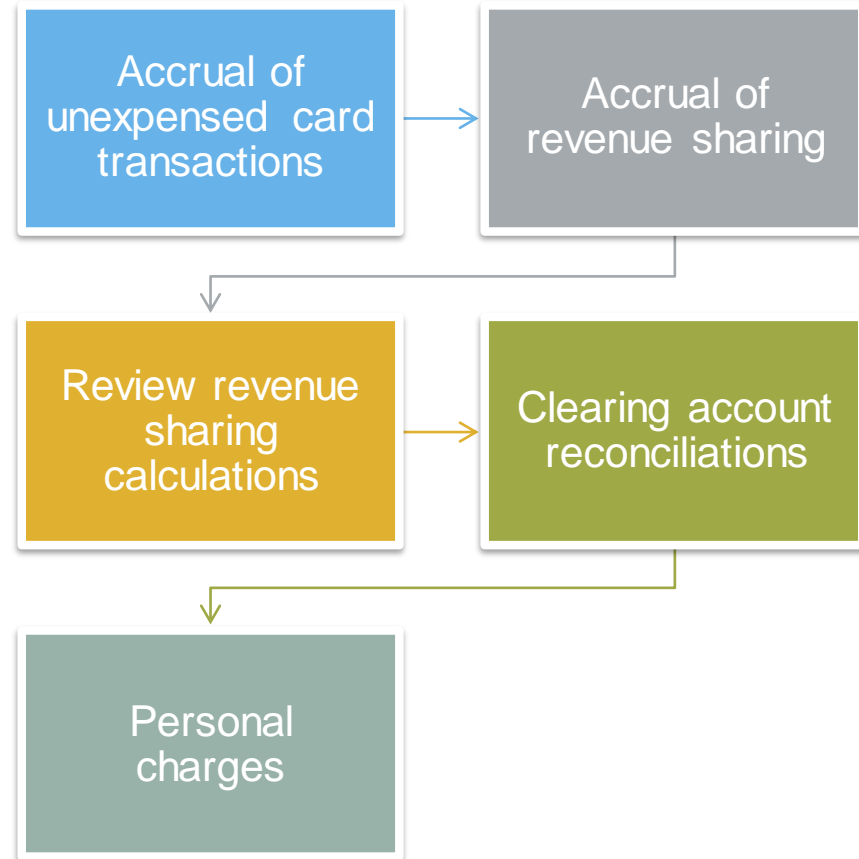 Accrual of
unexpensed card
transactions
Accrual of
revenue sharing
Review revenue
sharing
calculations
Clearing account
reconciliations
Personal
charges